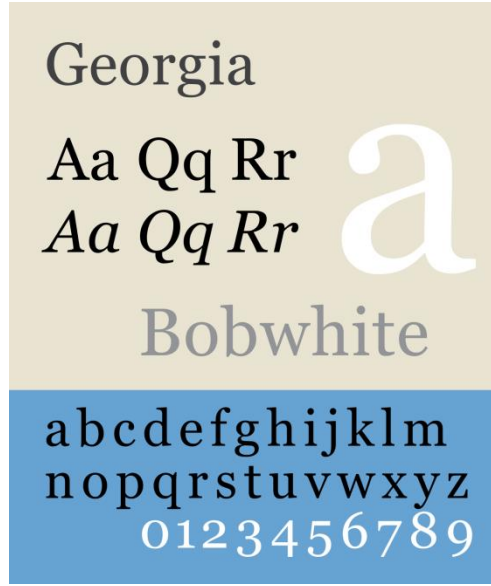 Georgia
Aa Qq Rr
Aa Qq Rr
a
Bobwhite
abcdefghijklm
nopqrstuvwxyz
0123456789